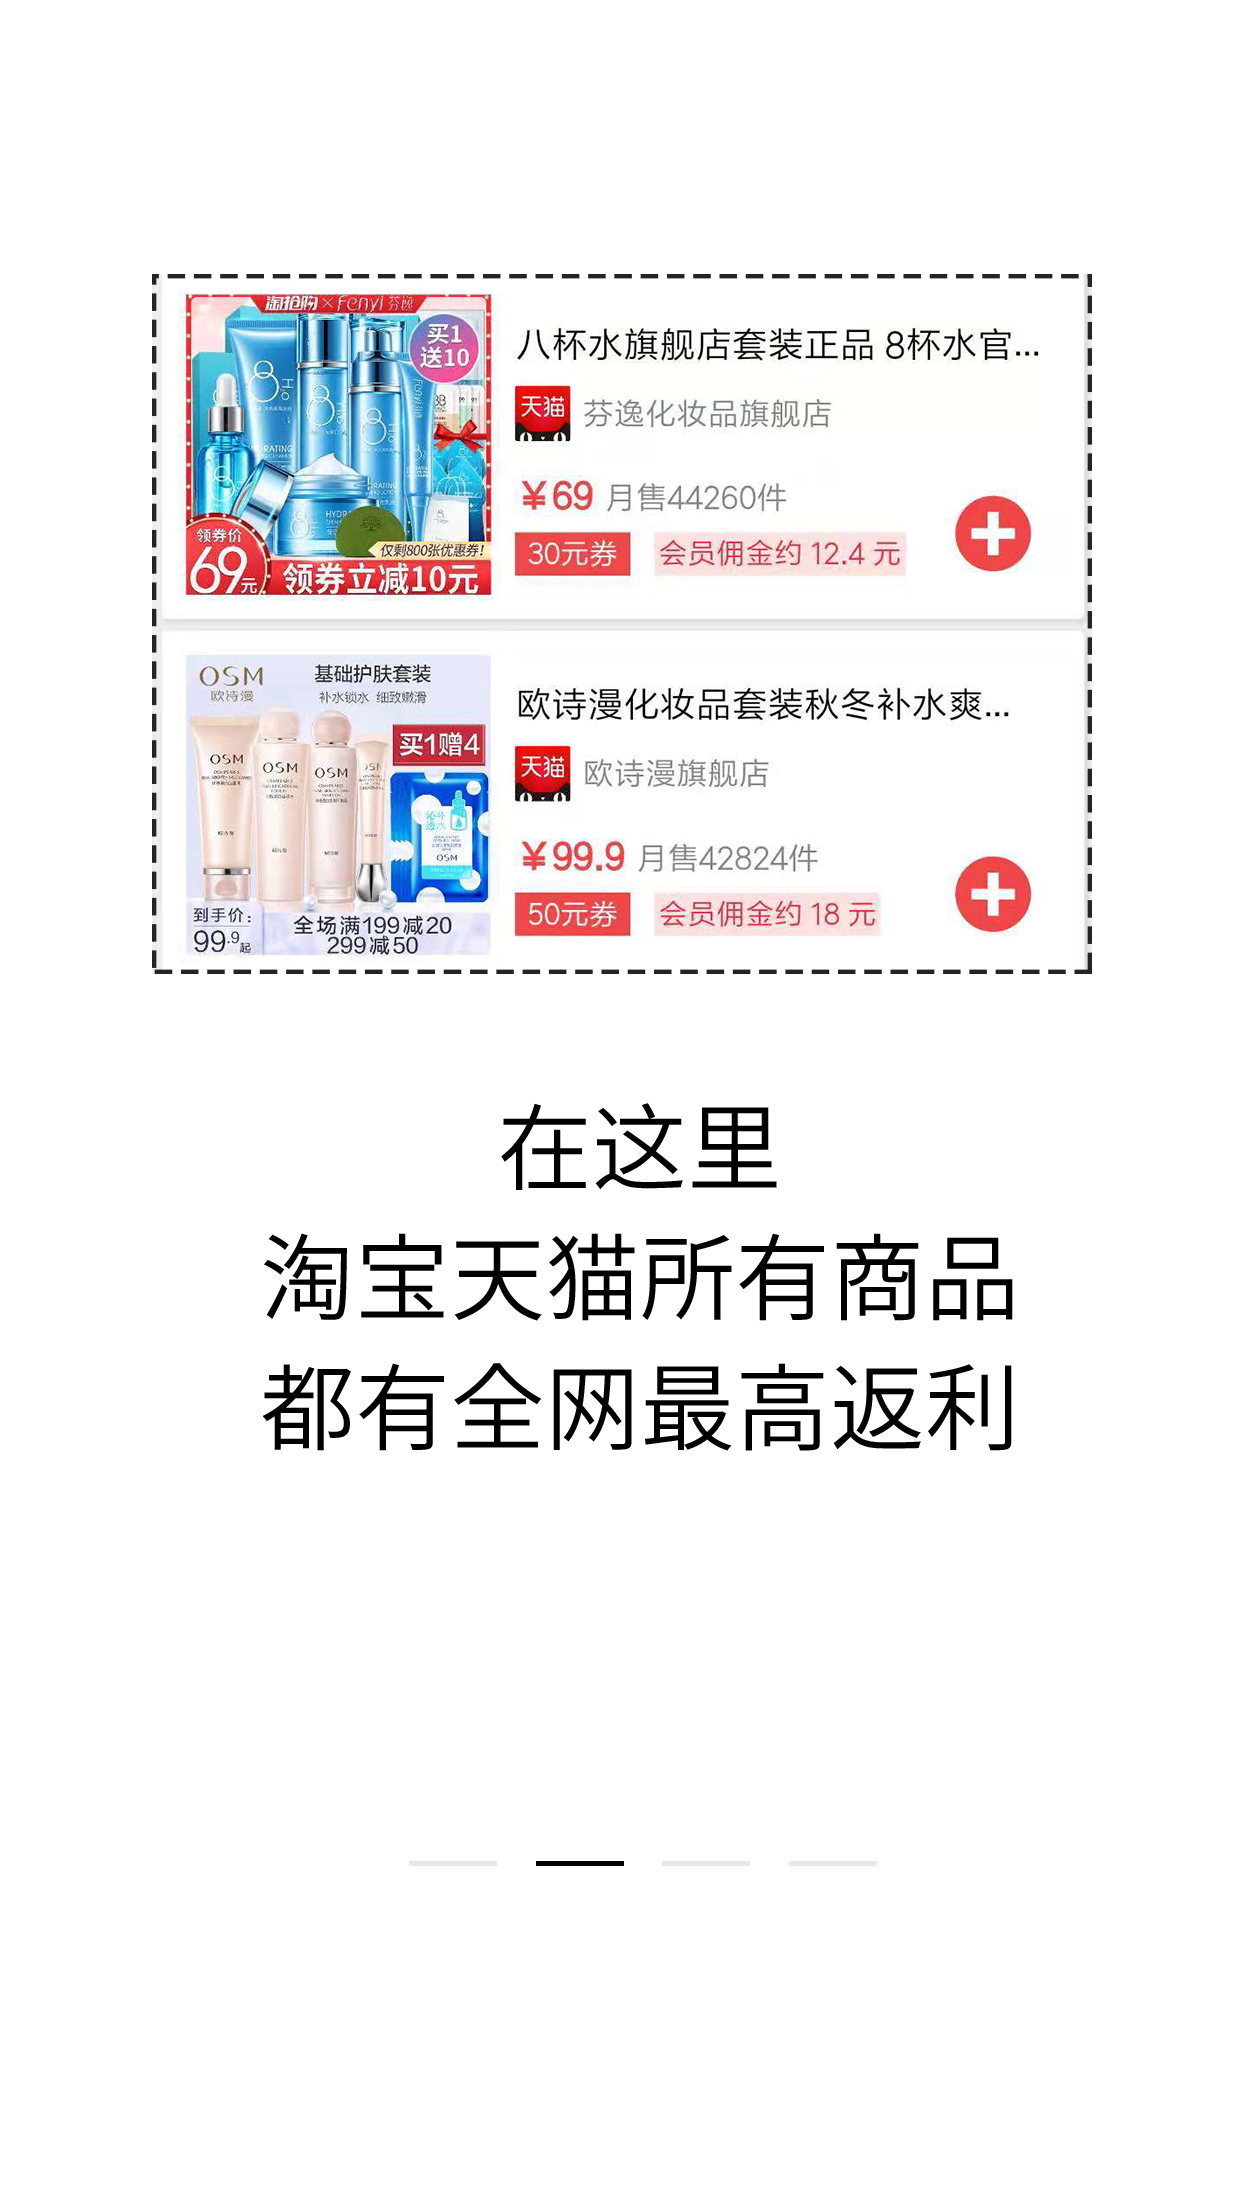 淘抢购×Fenyi芬逸
买1
送10
领券价
69元
仅剩800张优惠券!
领券立减10元
八杯水旗舰店套装正品 8杯水官...
天猫 芬逸化妆品旗舰店
¥69 月售44260件
30元券 会员佣金约 12.4 元
OSM
欧诗漫
基础护肤套装
补水锁水 细致嫩滑
买1赠4
OSM
OSM
OSM
OSM
到手价:
99.9起
全场满199减20
299减50
欧诗漫化妆品套装秋冬补水爽...
天猫 欧诗漫旗舰店
¥99.9 月售42824件
50元券 会员佣金约 18 元
在这里
淘宝天猫所有商品
都有全网最高返利